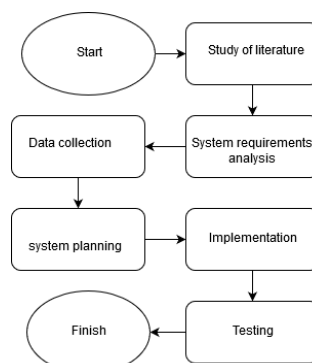 Start
Study of literature
System requirements
analysis
Data collection
system planning
Implementation
Testing
Finish